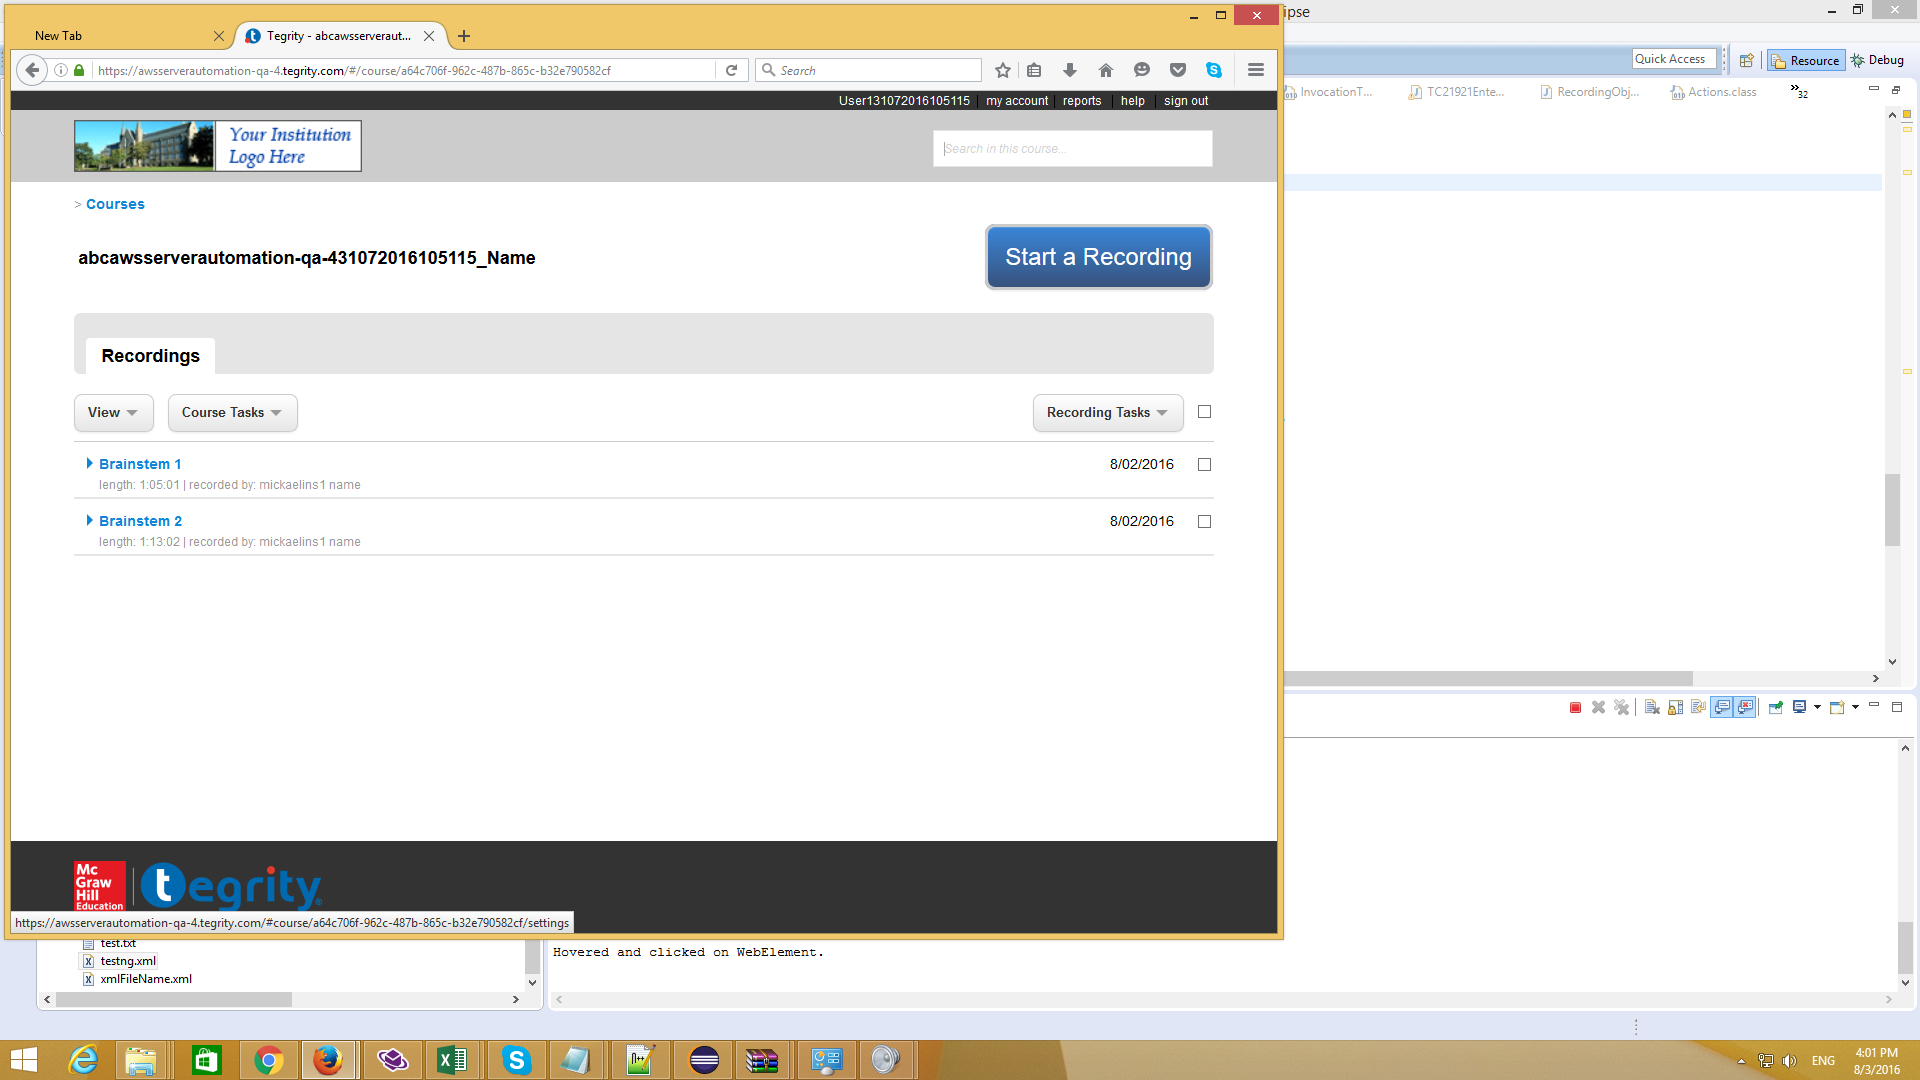 ipse
New Tab
Tegrity - abcawsserveraut...
https://awsserverautomation-qa-4.tegrity.com/#/course/a64c706f-962c-487b-865c-b32e790582cf
Search
Quick Access
Resource
Debug
User131072016105115
my account
reports
help
sign out
InvocationT...
TC21921Ente...
RecordingObj...
Actions.class
32
Your Institution
Logo Here
Search in this course...
> Courses
abcawsserverautomation-qa-431072016105115_Name
Start a Recording
Recordings
View
Course Tasks
Recording Tasks
Brainstem 1
8/02/2016
length: 1:05:01 | recorded by: mickaelins1 name
Brainstem 2
8/02/2016
length: 1:13:02 | recorded by: mickaelins1 name
Mc
Graw
Hill
Education
tegrity
https://awsserverautomation-qa-4.tegrity.com/#course/a64c706f-962c-487b-865c-b32e790582cf/settings
test.txt
testng.xml
xmlFileName.xml
Hovered and clicked on WebElement.
ENG
4:01 PM
8/3/2016